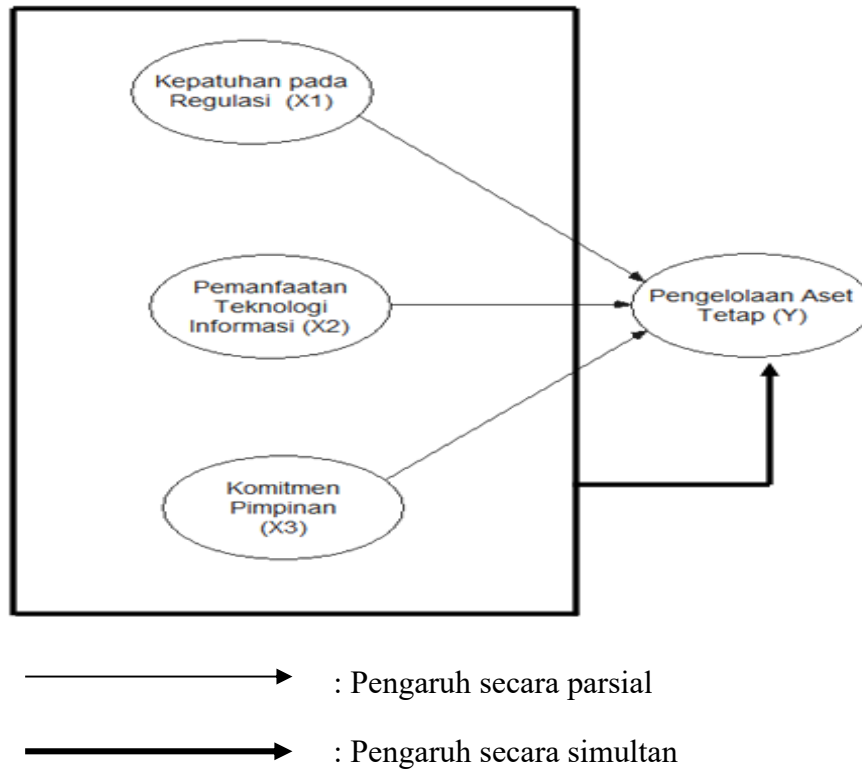 Kepatuhan pada
Regulasi (X1)
Pemanfaatan
Teknologi
Informasi (X2)
Pengelolaan Aset
Tetap (Y)
Komitmen
Pimpinan
(X3)
: Pengaruh secara parsial
: Pengaruh secara simultan